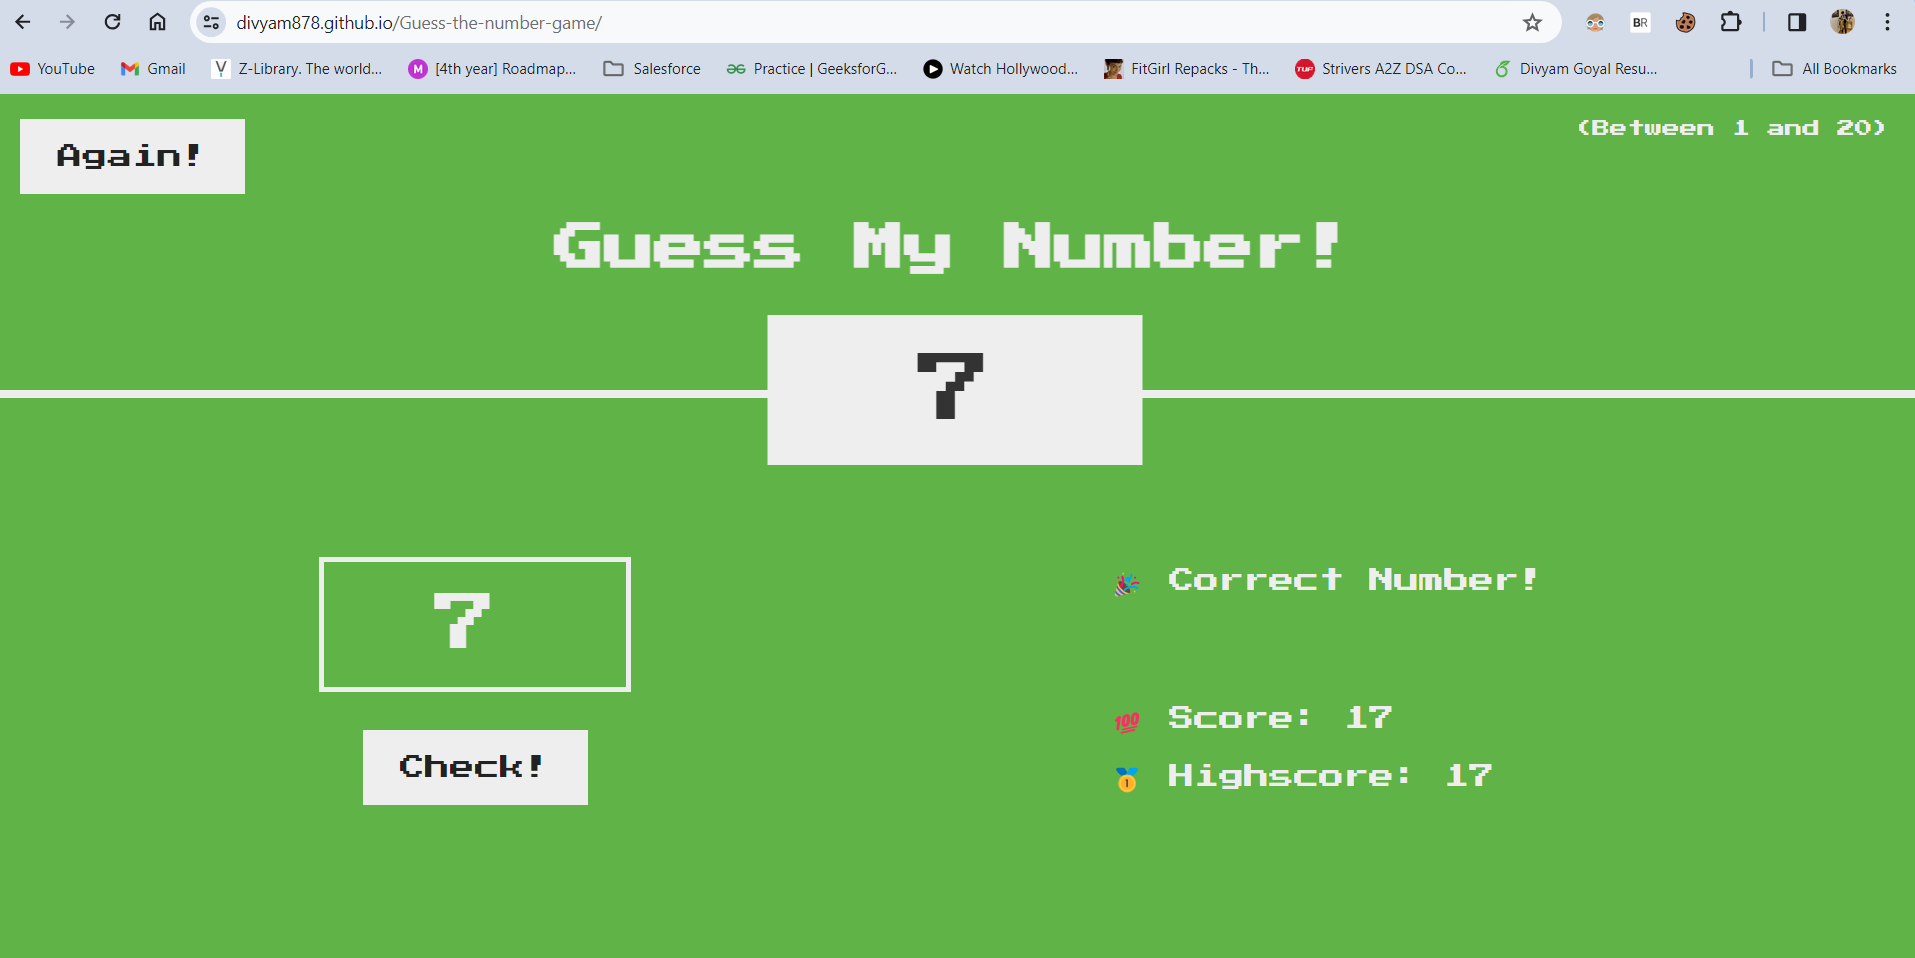 divyam878.github.io/Guess-the-number-game/
BR
YouTube
Gmail
Z-Library. The world...
M
[4th year] Roadmap...
Salesforce
Practice | GeeksforG...
Watch Hollywood...
FitGirl Repacks - Th...
TUF
Strivers A2Z DSA Co...
Divyam Goyal Resu...
All Bookmarks
Again!
(Between 1 and 20)
Guess My Number!
7
7
🎉 Correct Number!
Check!
💯 Score: 17
🥇 Highscore: 17